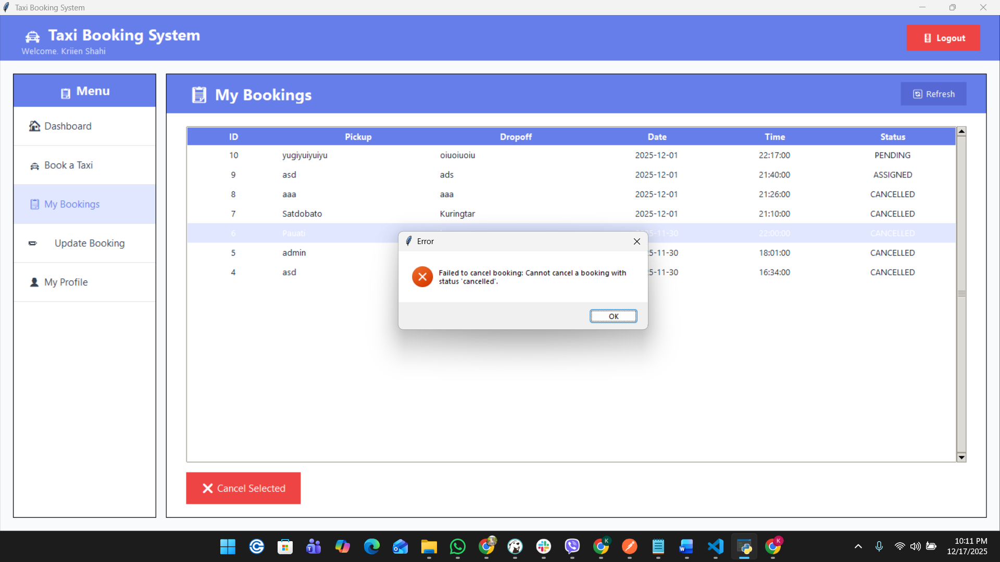 Taxi Booking System
Taxi Booking System
Welcome. Kriien Shahi
Logout
Menu
Dashboard
Book a Taxi
My Bookings
Update Booking
My Profile
My Bookings
Refresh
ID Pickup Dropoff Date Time Status
10 yugiyuiyuiyu oiuoiuoiu 2025-12-01 22:17:00 PENDING
9 asd ads 2025-12-01 21:40:00 ASSIGNED
8 aaa aaa 2025-12-01 21:26:00 CANCELLED
7 Satdobato Kuringtar 2025-12-01 21:10:00 CANCELLED
6 Pauati 5-11-30 22:00:00 CANCELLED
5 admin 5-11-30 18:01:00 CANCELLED
4 asd 5-11-30 16:34:00 CANCELLED
Error
Failed to cancel booking: Cannot cancel a booking with
status 'cancelled'.
OK
Cancel Selected
10:11 PM
12/17/2025